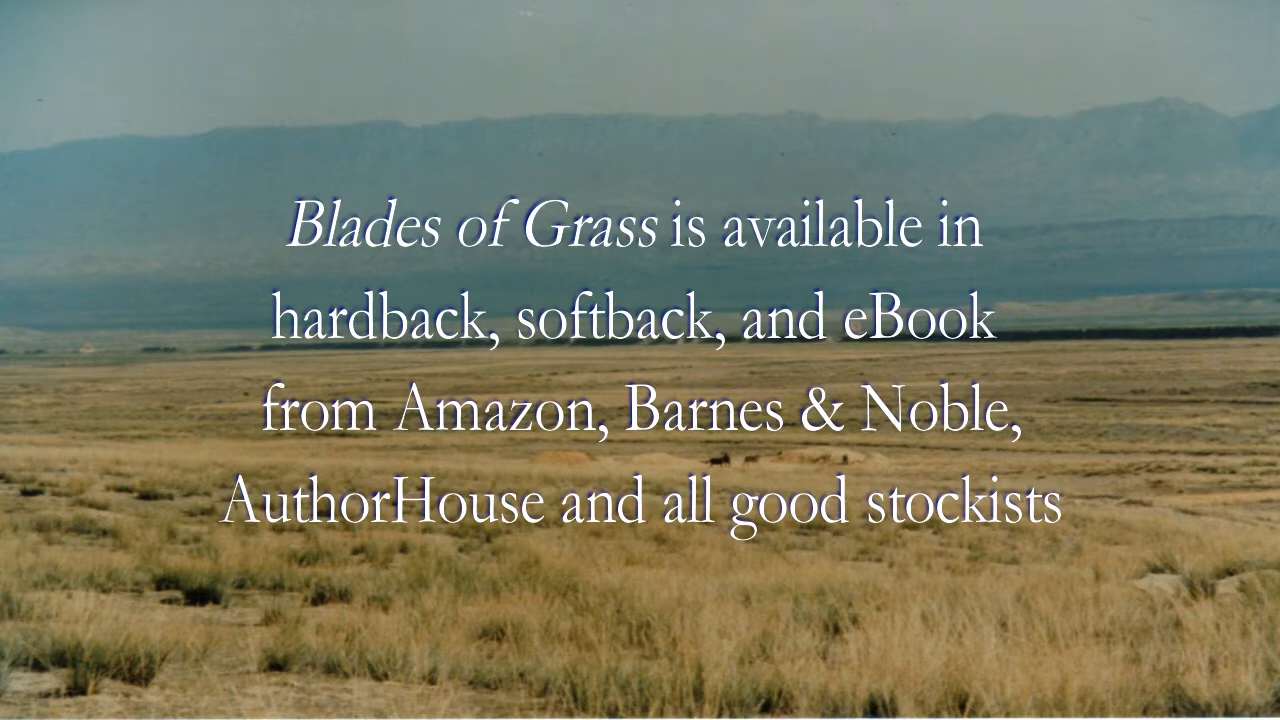 Blades of Grass is available in
hardback, softback, and eBook
from Amazon, Barnes & Noble,
AuthorHouse and all good stockists